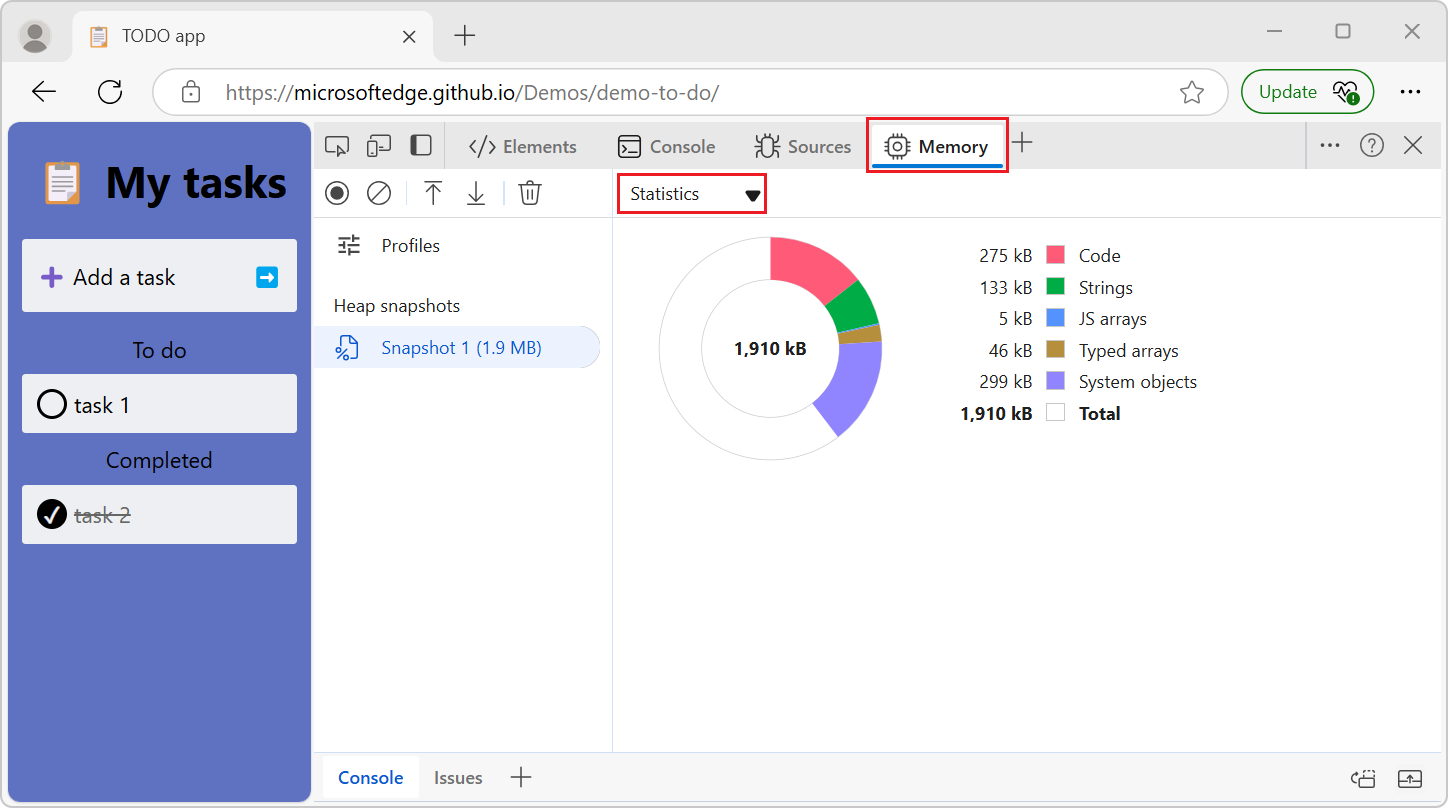 TODO app
https://microsoftedge.github.io/Demos/demo-to-do/
Update
My tasks
Add a task
To do
task 1
Completed
task 2
Elements
Console
Sources
Memory
Statistics
Profiles
Heap snapshots
Snapshot 1 (1.9 MB)
1,910 kB
275 kB Code
133 kB Strings
5 kB JS arrays
46 kB Typed arrays
299 kB System objects
1,910 kB Total
Console
Issues